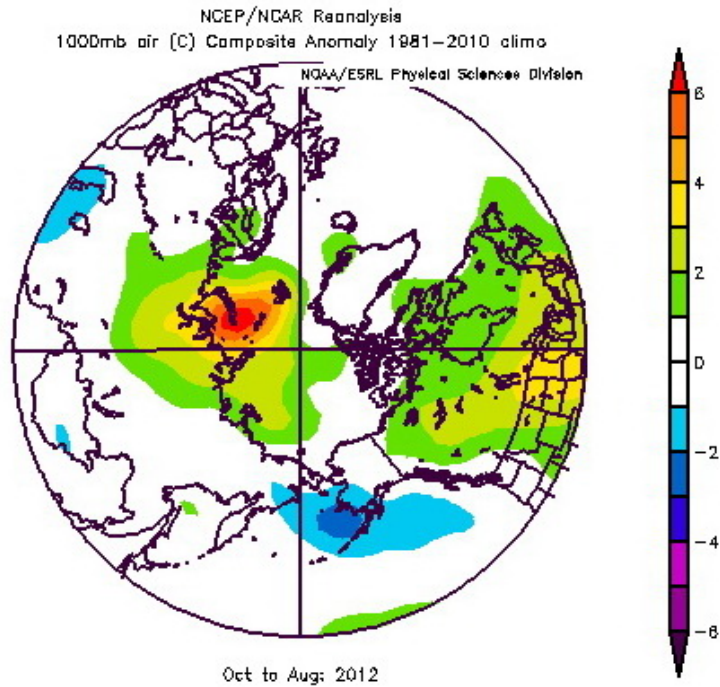 NCEP/NCAR Reanalysis
1000mb air (C) Composite Anomaly 1981-2010 climo
NOAA/ESRL Physical Sciences Division
6
4
2
0
-2
-4
-6
Oct to Aug: 2012